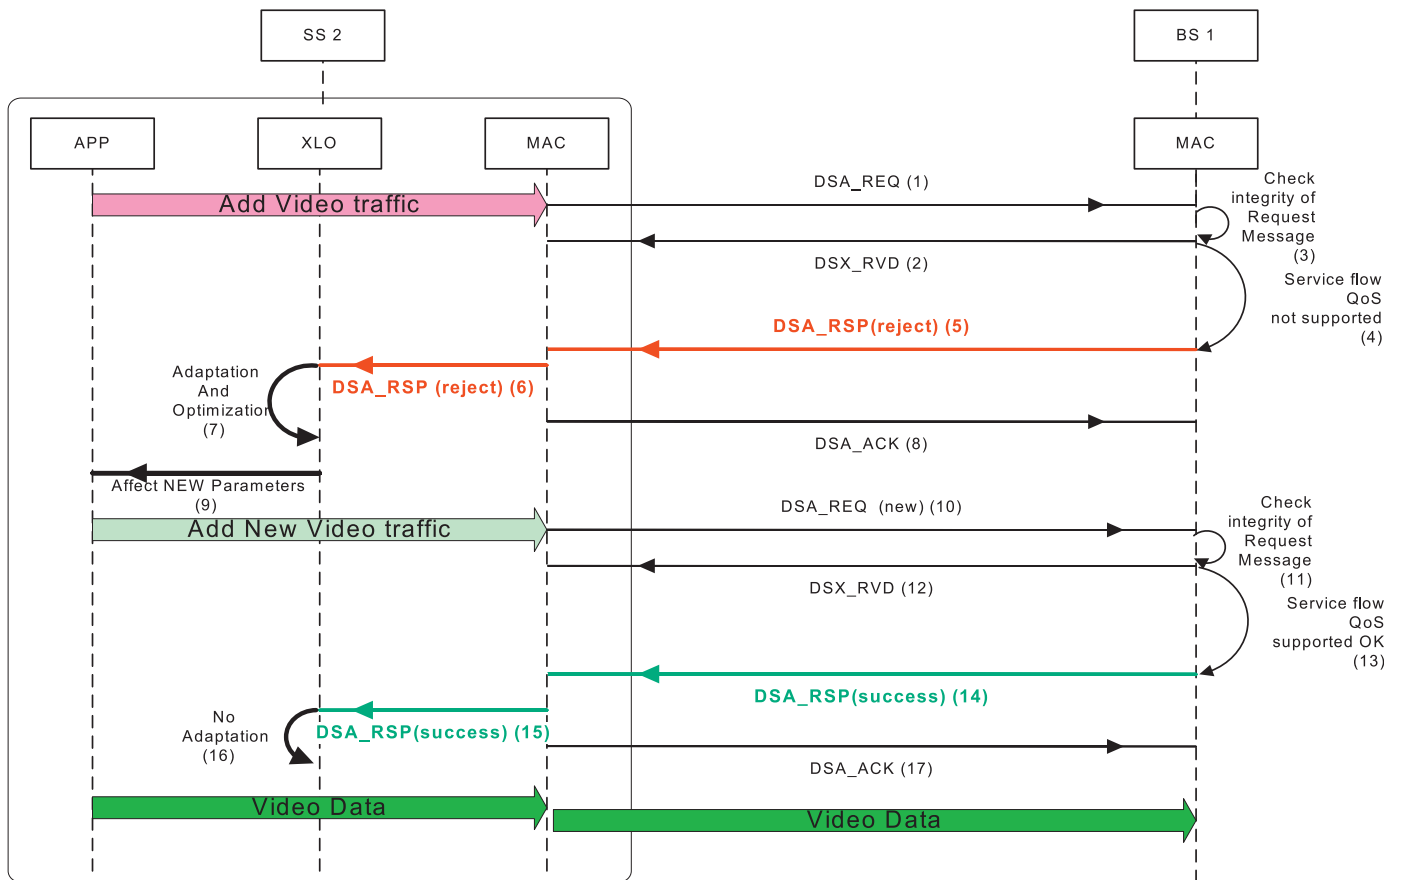 SS 2
BS 1
APP
XLO
MAC
MAC
Add Video traffic
DSA_REQ (1)
Check
integrity of
Request
Message
(3)
DSX_RVD (2)
Service flow
QoS
not supported
(4)
DSA_RSP(reject) (5)
Adaptation
And
Optimization
(7)
DSA_RSP (reject) (6)
DSA_ACK (8)
Affect NEW Parameters
(9)
Add New Video traffic
DSA_REQ (new) (10)
Check
integrity of
Request
Message
(11)
DSX_RVD (12)
Service flow
QoS
supported OK
(13)
DSA_RSP(success) (14)
No
Adaptation
(16)
DSA_RSP(success) (15)
DSA_ACK (17)
Video Data
Video Data